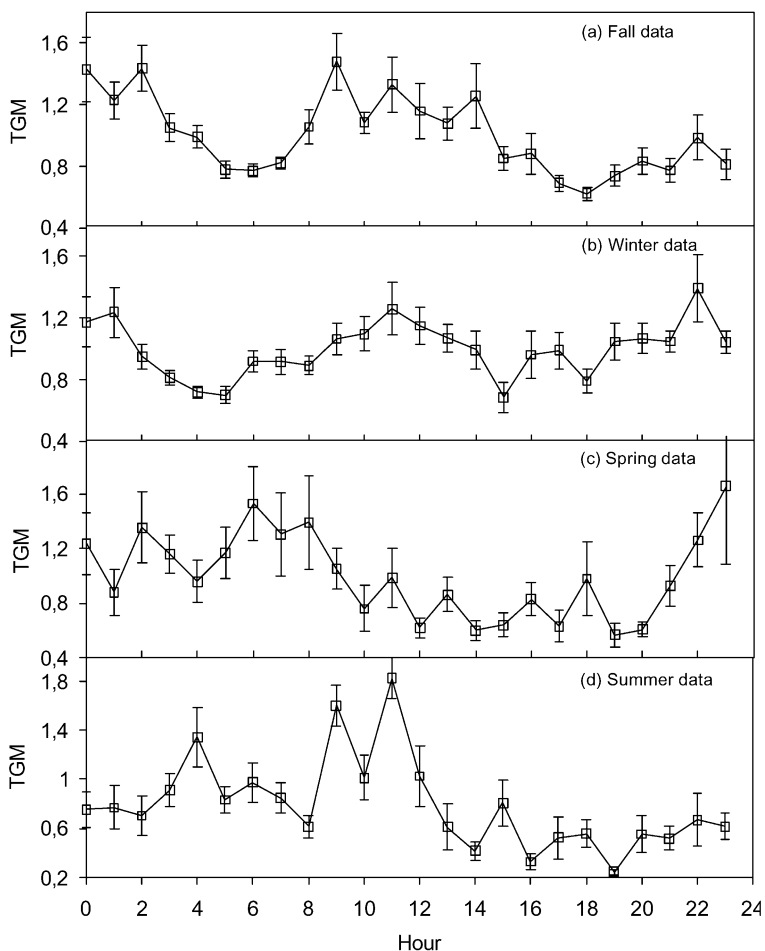 (a) Fall data
1,6
1,2
0,8
0,4
TGM
(b) Winter data
1,6
1,2
0,8
0,4
TGM
(c) Spring data
1,6
1,2
0,8
0,4
TGM
(d) Summer data
1,8
1,4
1
0,6
0,2
TGM
0 2 4 6 8 10 12 14 16 18 20 22 24
Hour